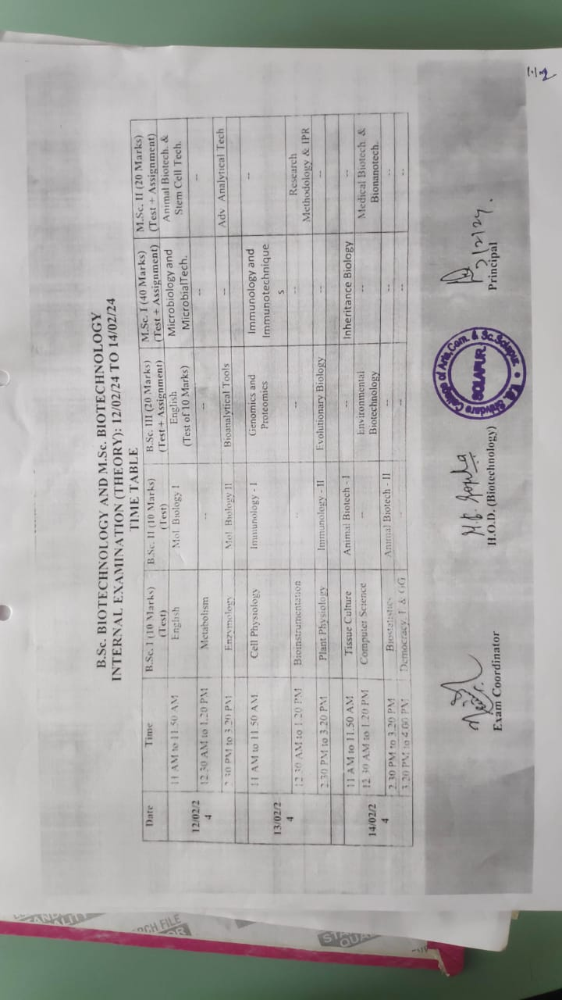 B.Sc. BIOTECHNOLOGY AND M.Sc. BIOTECHNOLOGY
INTERNAL EXAMINATION (THEORY): 12/02/24 TO 14/02/24
TIME TABLE
Date Time B.Sc. I (10 Marks) (Test) B.Sc. II (10 Marks) (Test) B.Sc. III (20 Marks) (Test + Assignment) M.Sc. I (40 Marks) (Test + Assignment) M.Sc. II (20 Marks) (Test + Assignment)
12/02/24 11 AM to 11.50 AM English Mol. Biology I English (Test of 10 Marks) Microbiology and MicrobialTech. Animal Biotech. & Stem Cell Tech.
12.30 AM to 1.20 PM Metabolism -- -- -- --
2.30 PM to 3.20 PM Enzymology Mol. Biology II Bioanalytical Tools -- Adv Analytical Tech
13/02/24 11 AM to 11.50 AM Cell Physiology Immunology - I Genomics and Proteomics Immunology and Immunotechniques --
12.30 AM to 1.20 PM Bioinstrumentation -- -- -- Research Methodology & IPR
2.30 PM to 3.20 PM Plant Physiology Immunology - II Evolutionary Biology -- --
14/02/24 11 AM to 11.50 AM Tissue Culture Animal Biotech - I -- Inheritance Biology --
12.30 AM to 1.20 PM Computer Science -- Environmental Biotechnology -- Medical Biotech & Bionanotech.
2.30 PM to 3.20 PM Biostatistics Animal Biotech - II -- -- --
3.20 PM to 4.00 PM Democracy, E & GG -- -- -- --
Exam Coordinator
H.O.D. (Biotechnology)
College of Arts, Com. & Sc. Solapur
SOLAPUR
Principal